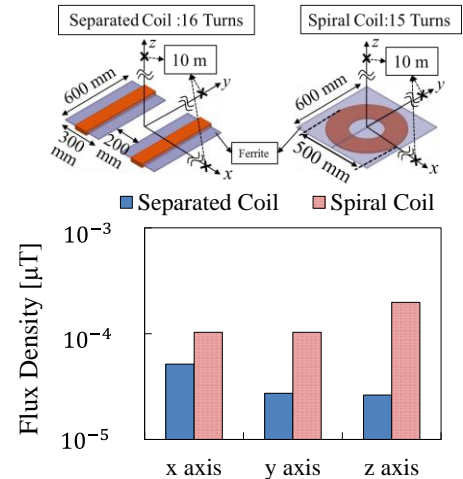 Separated Coil :16 Turns
Spiral Coil:15 Turns
z
10 m
y
600 mm
300 mm
200 mm
x
Ferrite
z
10 m
y
600 mm
500 mm
x
Separated Coil
Spiral Coil
Flux Density [μT]
10⁻³
10⁻⁴
10⁻⁵
x axis
y axis
z axis